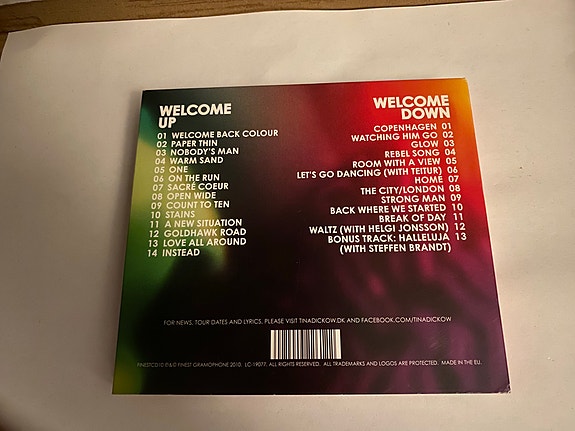 WELCOME
UP
01 WELCOME BACK COLOUR
02 PAPER THIN
03 NOBODY'S MAN
04 WARM SAND
05 ONE
06 ON THE RUN
07 SACRÉ COEUR
08 OPEN WIDE
09 COUNT TO TEN
10 STAINS
11 A NEW SITUATION
12 GOLDHAWK ROAD
13 LOVE ALL AROUND
14 INSTEAD
WELCOME
DOWN
COPENHAGEN 01
WATCHING HIM GO 02
GLOW 03
REBEL SONG 04
ROOM WITH A VIEW 05
LET'S GO DANCING (WITH TEITUR) 06
HOME 07
THE CITY/LONDON 08
STRONG MAN 09
BACK WHERE WE STARTED 10
BREAK OF DAY 11
WALTZ (WITH HELGI JONSSON) 12
BONUS TRACK: HALLELUJA 13
(WITH STEFFEN BRANDT)
FOR NEWS, TOUR DATES AND LYRICS, PLEASE VISIT TINADICKOW.DK AND FACEBOOK.COM/TINADICKOW
FINESTCD10 ©&℗ FINEST GRAMOPHONE 2010. LC-19077. ALL RIGHTS RESERVED. ALL TRADEMARKS AND LOGOS ARE PROTECTED. MADE IN THE EU.